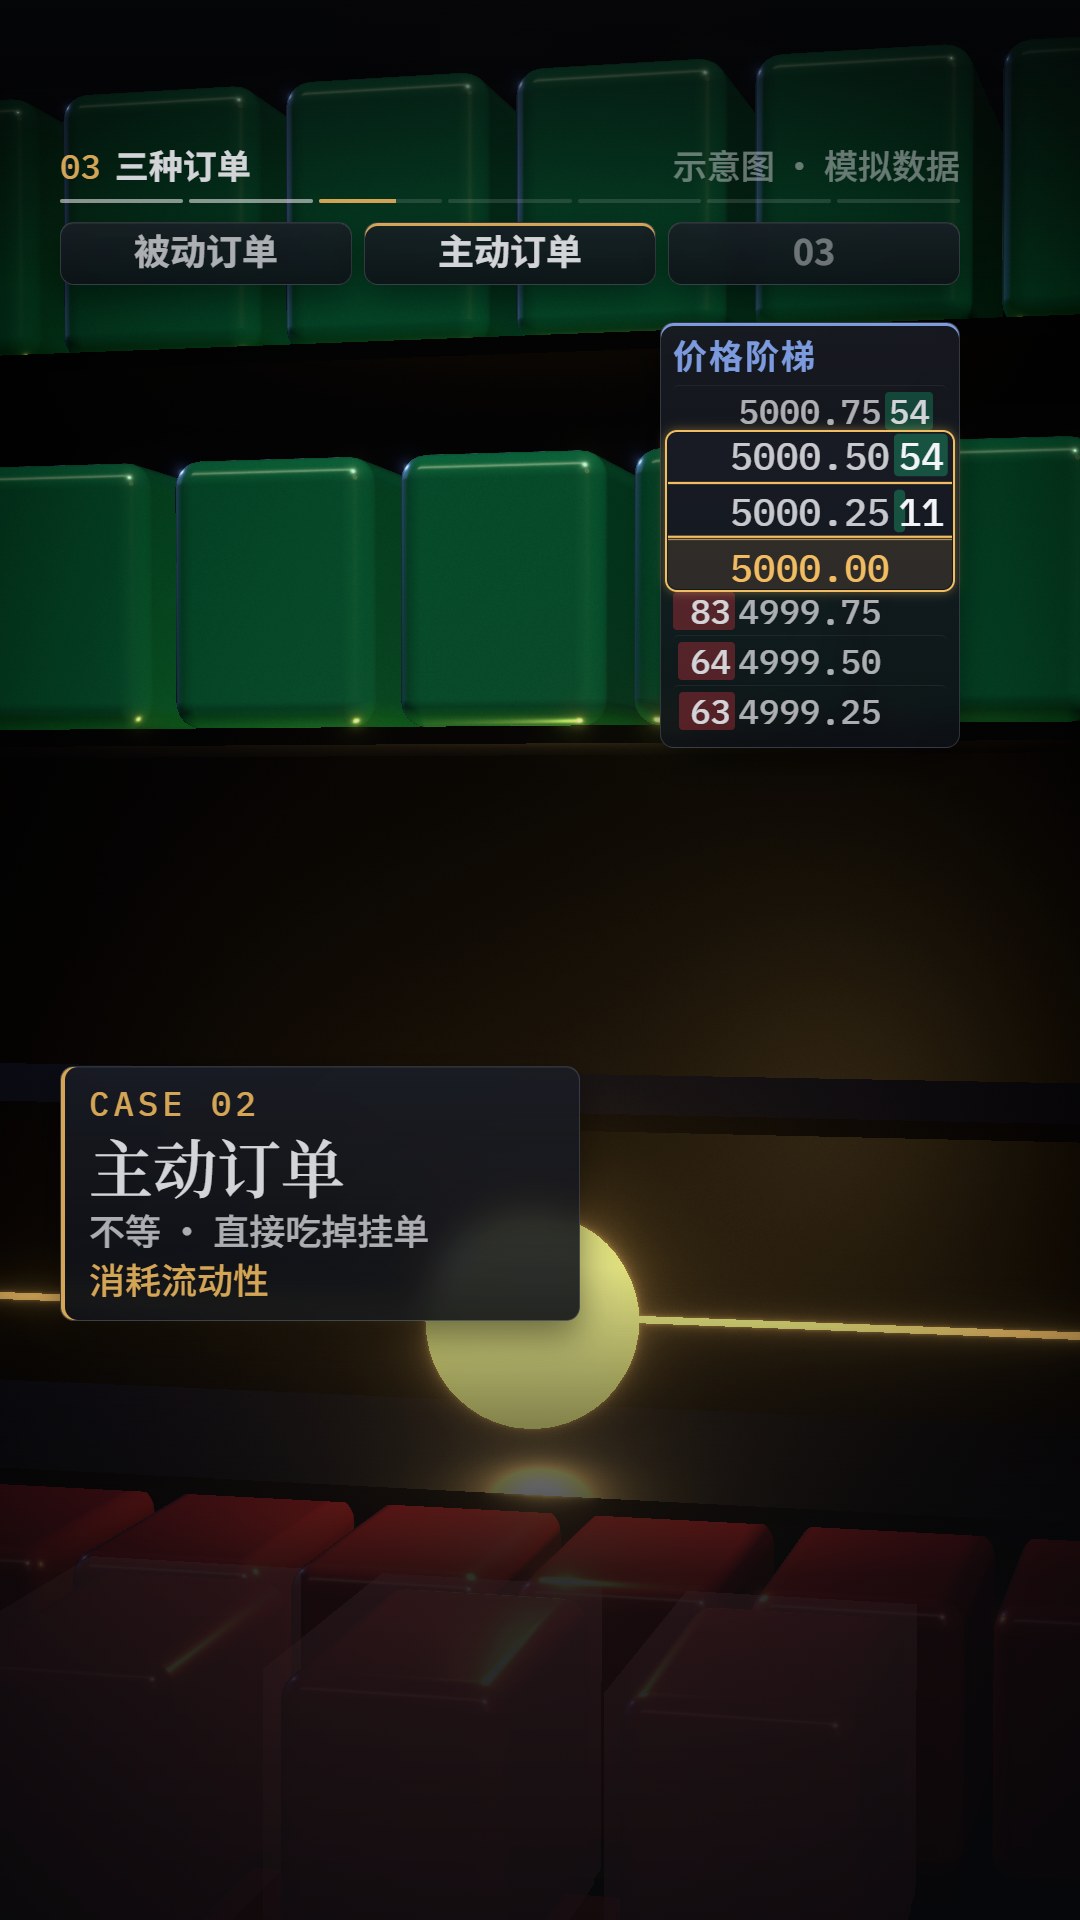 03 三种订单
示意图 · 模拟数据
被动订单
主动订单
03
价格阶梯
5000.75 54
5000.50 54
5000.25 11
5000.00
83 4999.75
64 4999.50
63 4999.25
CASE 02
主动订单
不等 · 直接吃掉挂单
消耗流动性